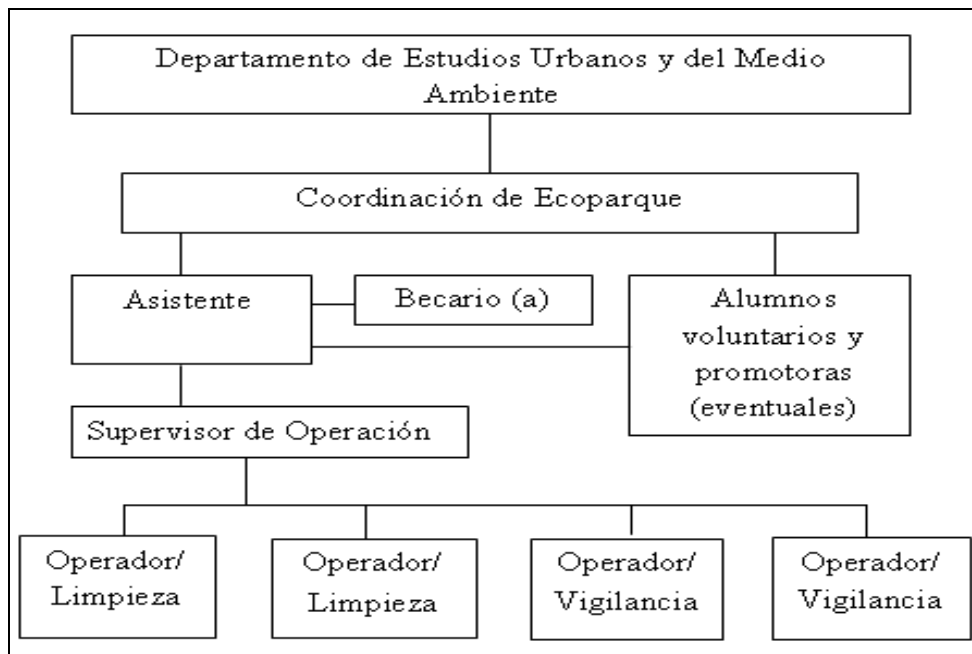 Departamento de Estudios Urbanos y del Medio
Ambiente
Coordinación de Ecoparque
Asistente
Becario (a)
Alumnos
voluntarios y
promotoras
(eventuales)
Supervisor de Operación
Operador/
Limpieza
Operador/
Limpieza
Operador/
Vigilancia
Operador/
Vigilancia